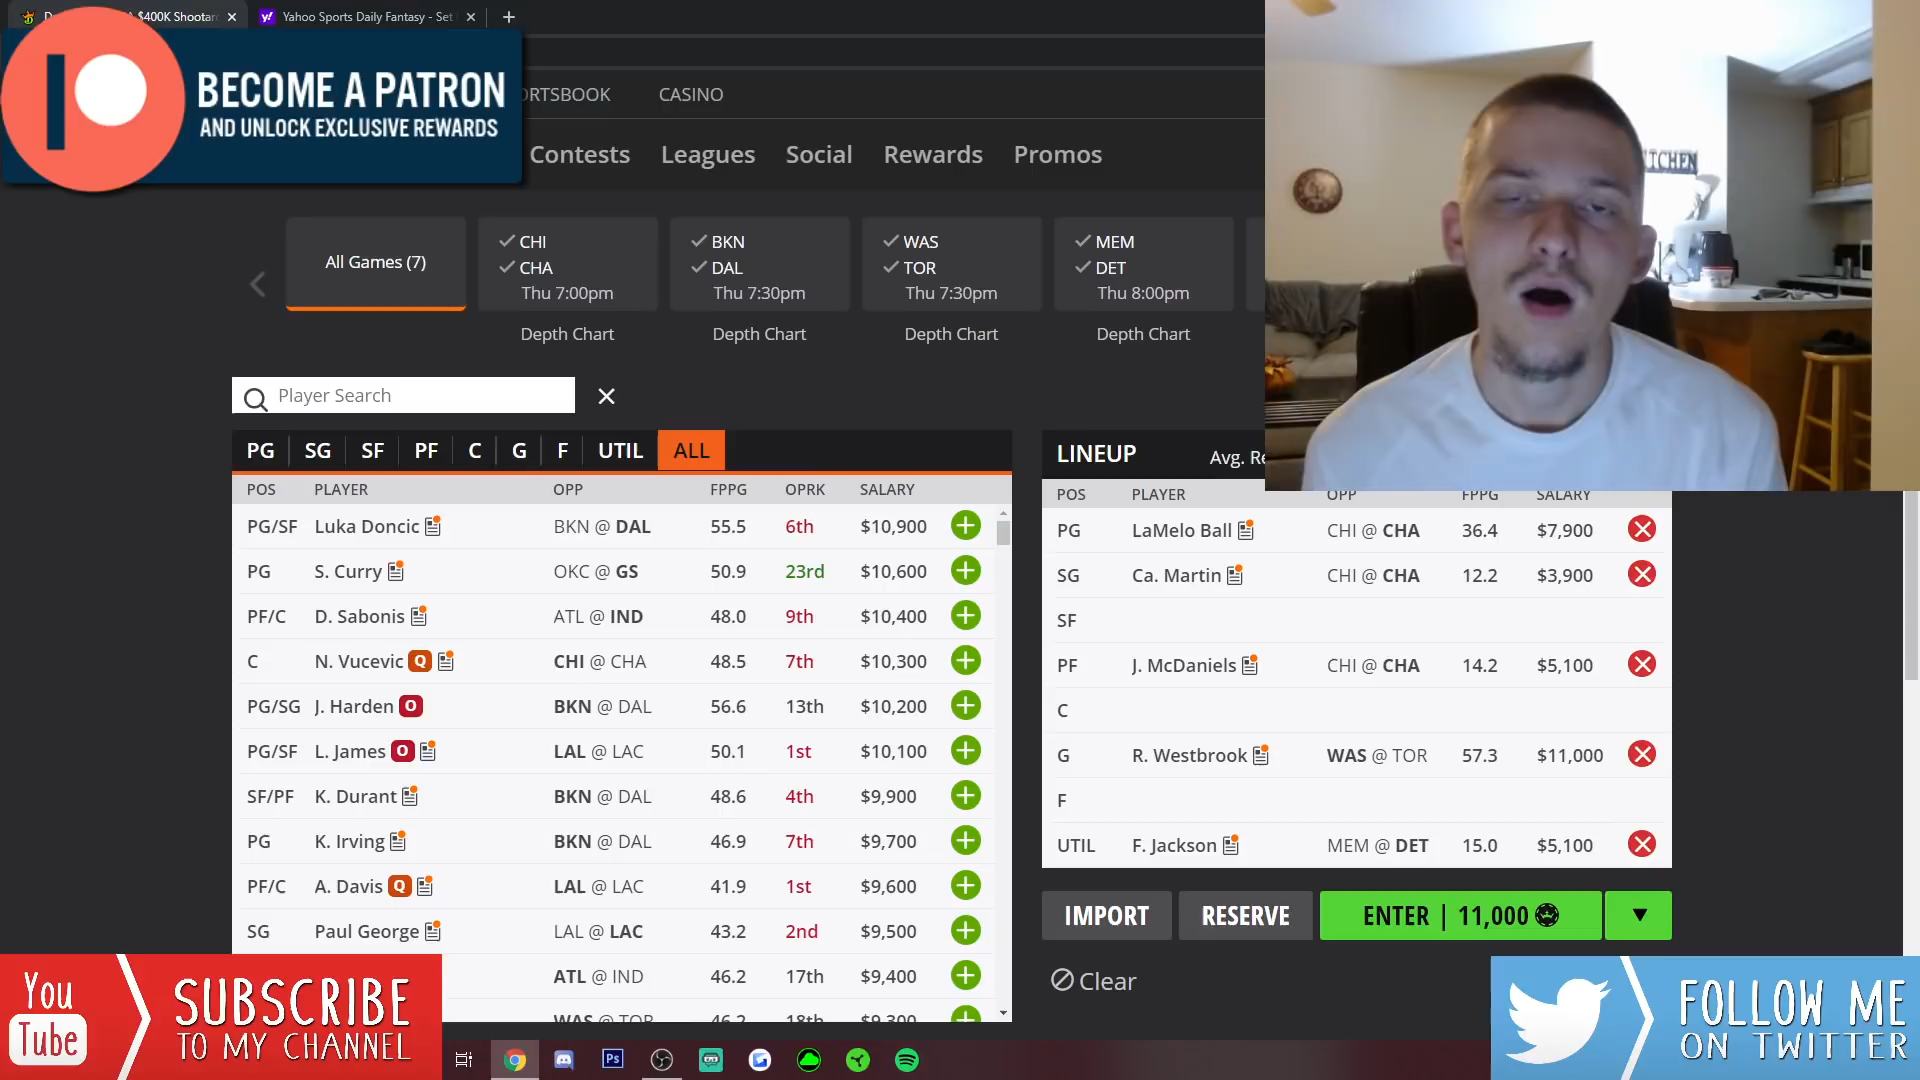 $400K Shootar
Yahoo Sports Daily Fantasy - Set
BECOME A PATRON
AND UNLOCK EXCLUSIVE REWARDS
ORTSBOOK
CASINO
Contests
Leagues
Social
Rewards
Promos
All Games (7)
CHI
CHA
Thu 7:00pm
BKN
DAL
Thu 7:30pm
WAS
TOR
Thu 7:30pm
MEM
DET
Thu 8:00pm
Depth Chart
Depth Chart
Depth Chart
Depth Chart
Player Search
PG SG SF PF C G F UTIL ALL
POS PLAYER OPP FPPG OPRK SALARY
PG/SF Luka Doncic BKN @ DAL 55.5 6th $10,900
PG S. Curry OKC @ GS 50.9 23rd $10,600
PF/C D. Sabonis ATL @ IND 48.0 9th $10,400
C N. Vucevic Q CHI @ CHA 48.5 7th $10,300
PG/SG J. Harden O BKN @ DAL 56.6 13th $10,200
PG/SF L. James O LAL @ LAC 50.1 1st $10,100
SF/PF K. Durant BKN @ DAL 48.6 4th $9,900
PG K. Irving BKN @ DAL 46.9 7th $9,700
PF/C A. Davis Q LAL @ LAC 41.9 1st $9,600
SG Paul George LAL @ LAC 43.2 2nd $9,500
ATL @ IND 46.2 17th $9,400
WAS @ TOR 46.2 18th $9,300
LINEUP
Avg. Re
POS PLAYER OPP FPPG SALARY
PG LaMelo Ball CHI @ CHA 36.4 $7,900
SG Ca. Martin CHI @ CHA 12.2 $3,900
SF
PF J. McDaniels CHI @ CHA 14.2 $5,100
C
G R. Westbrook WAS @ TOR 57.3 $11,000
F
UTIL F. Jackson MEM @ DET 15.0 $5,100
IMPORT
RESERVE
ENTER | 11,000
Clear
You
Tube
SUBSCRIBE
TO MY CHANNEL
Ps
FOLLOW ME
ON TWITTER